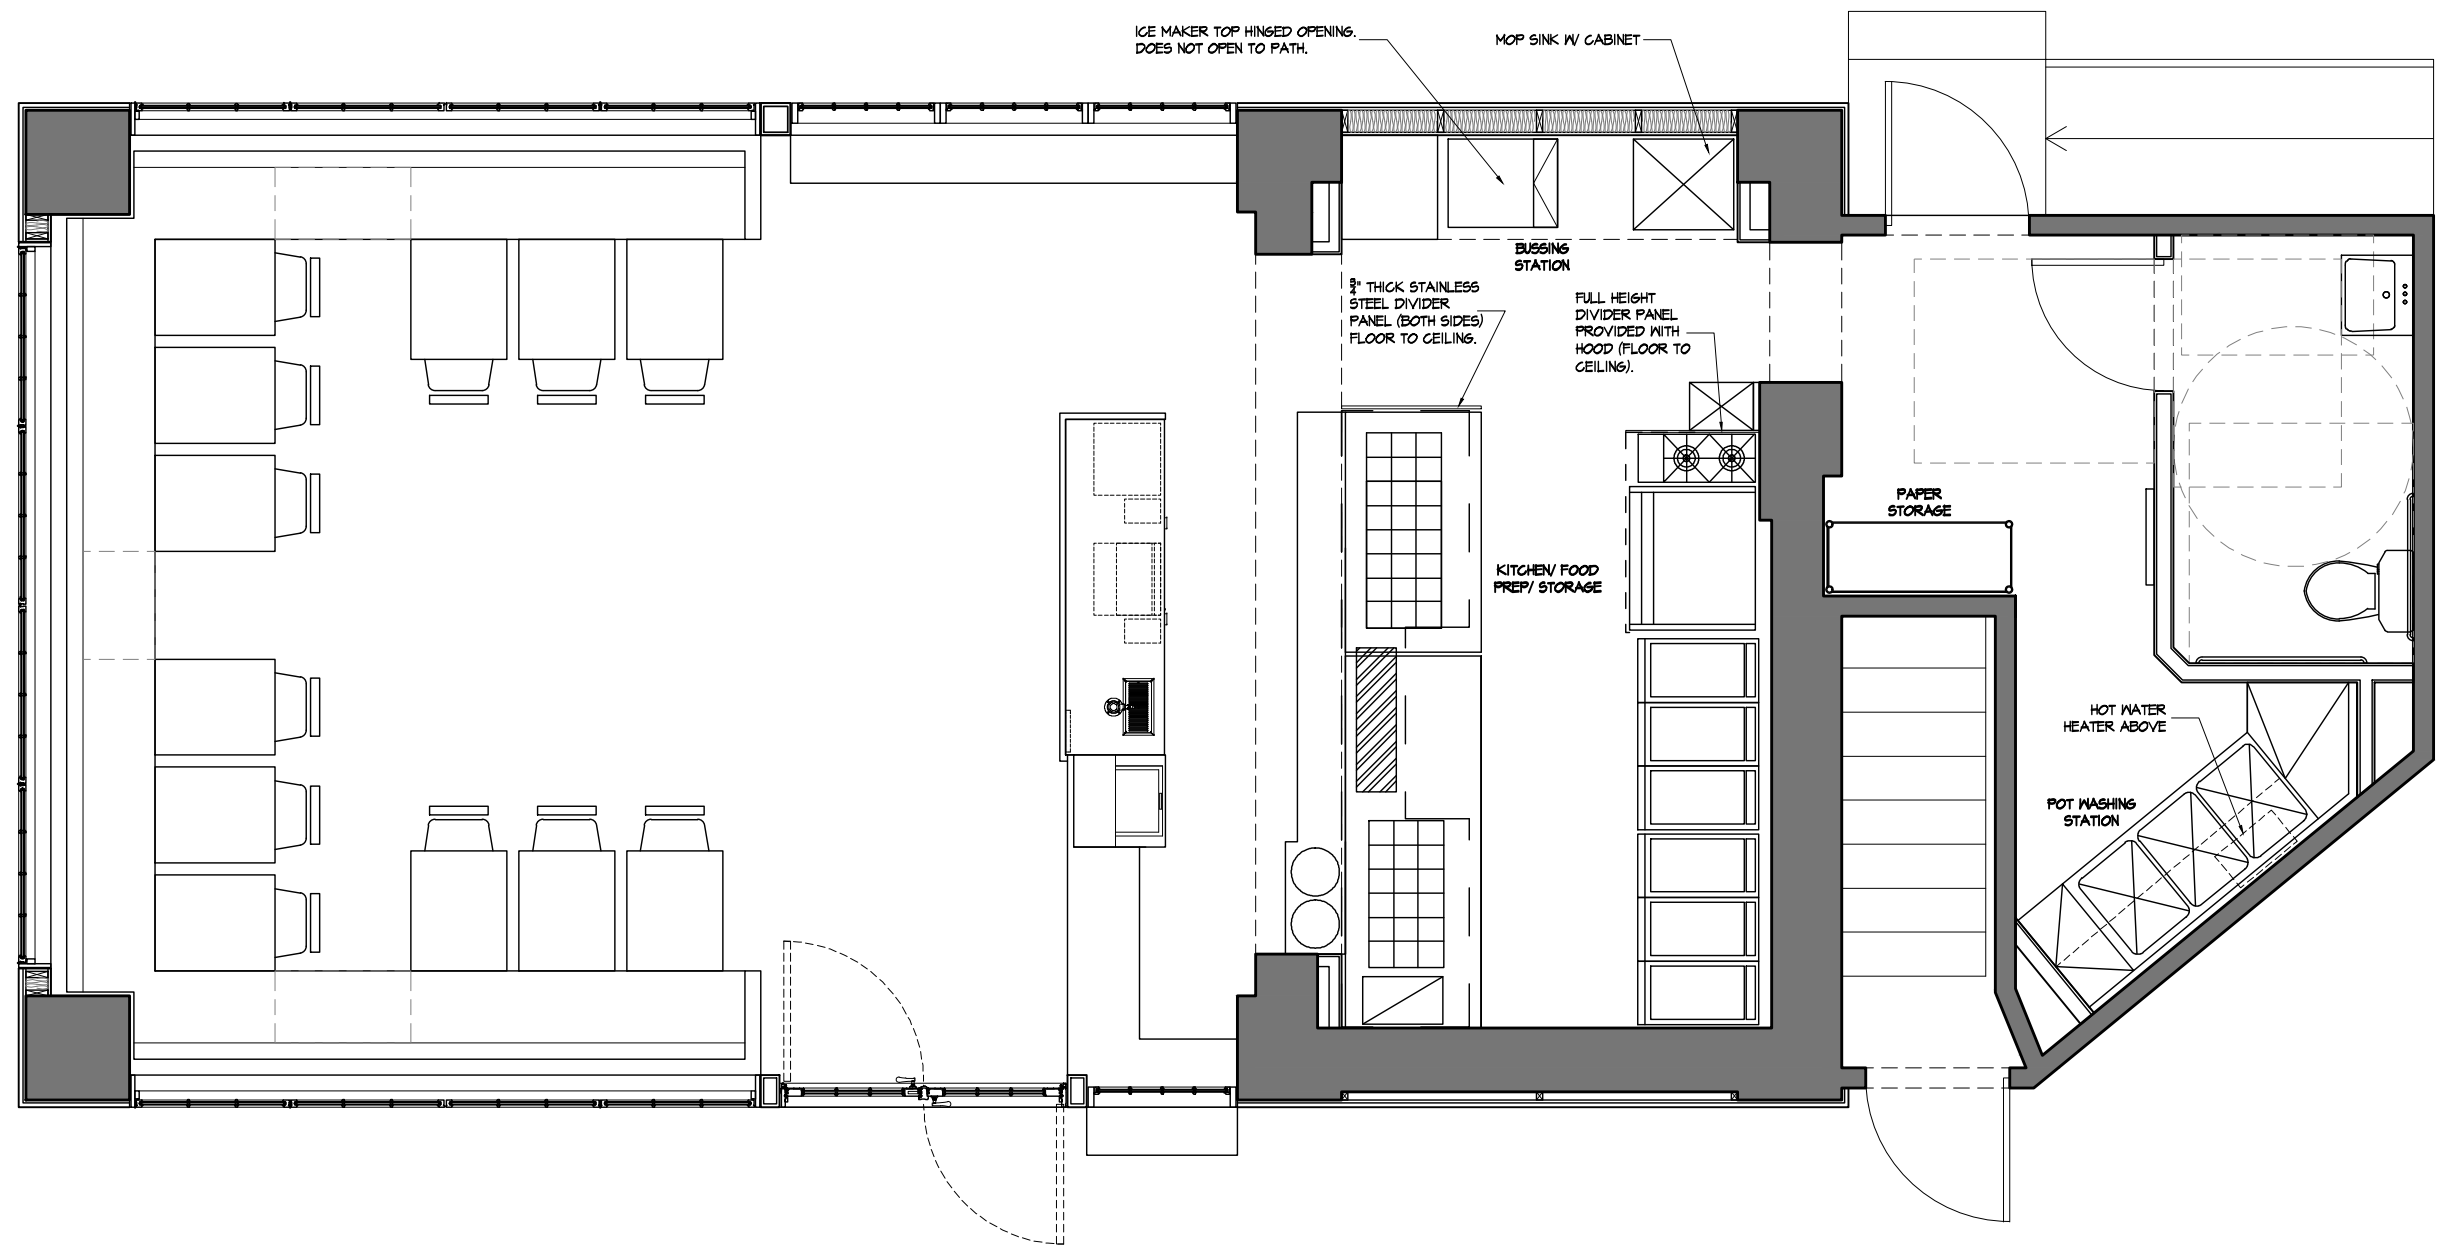 ICE MAKER TOP HINGED OPENING.
DOES NOT OPEN TO PATH.
MOP SINK W/ CABINET
BUSSING
STATION
3/4" THICK STAINLESS
STEEL DIVIDER
PANEL (BOTH SIDES)
FLOOR TO CEILING.
FULL HEIGHT
DIVIDER PANEL
PROVIDED WITH
HOOD (FLOOR TO
CEILING).
PAPER
STORAGE
KITCHEN/ FOOD
PREP/ STORAGE
HOT WATER
HEATER ABOVE
POT WASHING
STATION